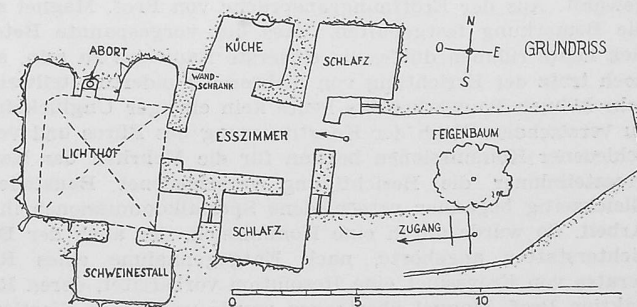 GRUNDRISS
N
O
E
S
ABORT
KÜCHE
WAND-
SCHRANK
SCHLAFZ.
LICHTHOF
ESSZIMMER
FEIGENBAUM
SCHLAFZ.
ZUGANG
SCHWEINESTALL
0
5
10